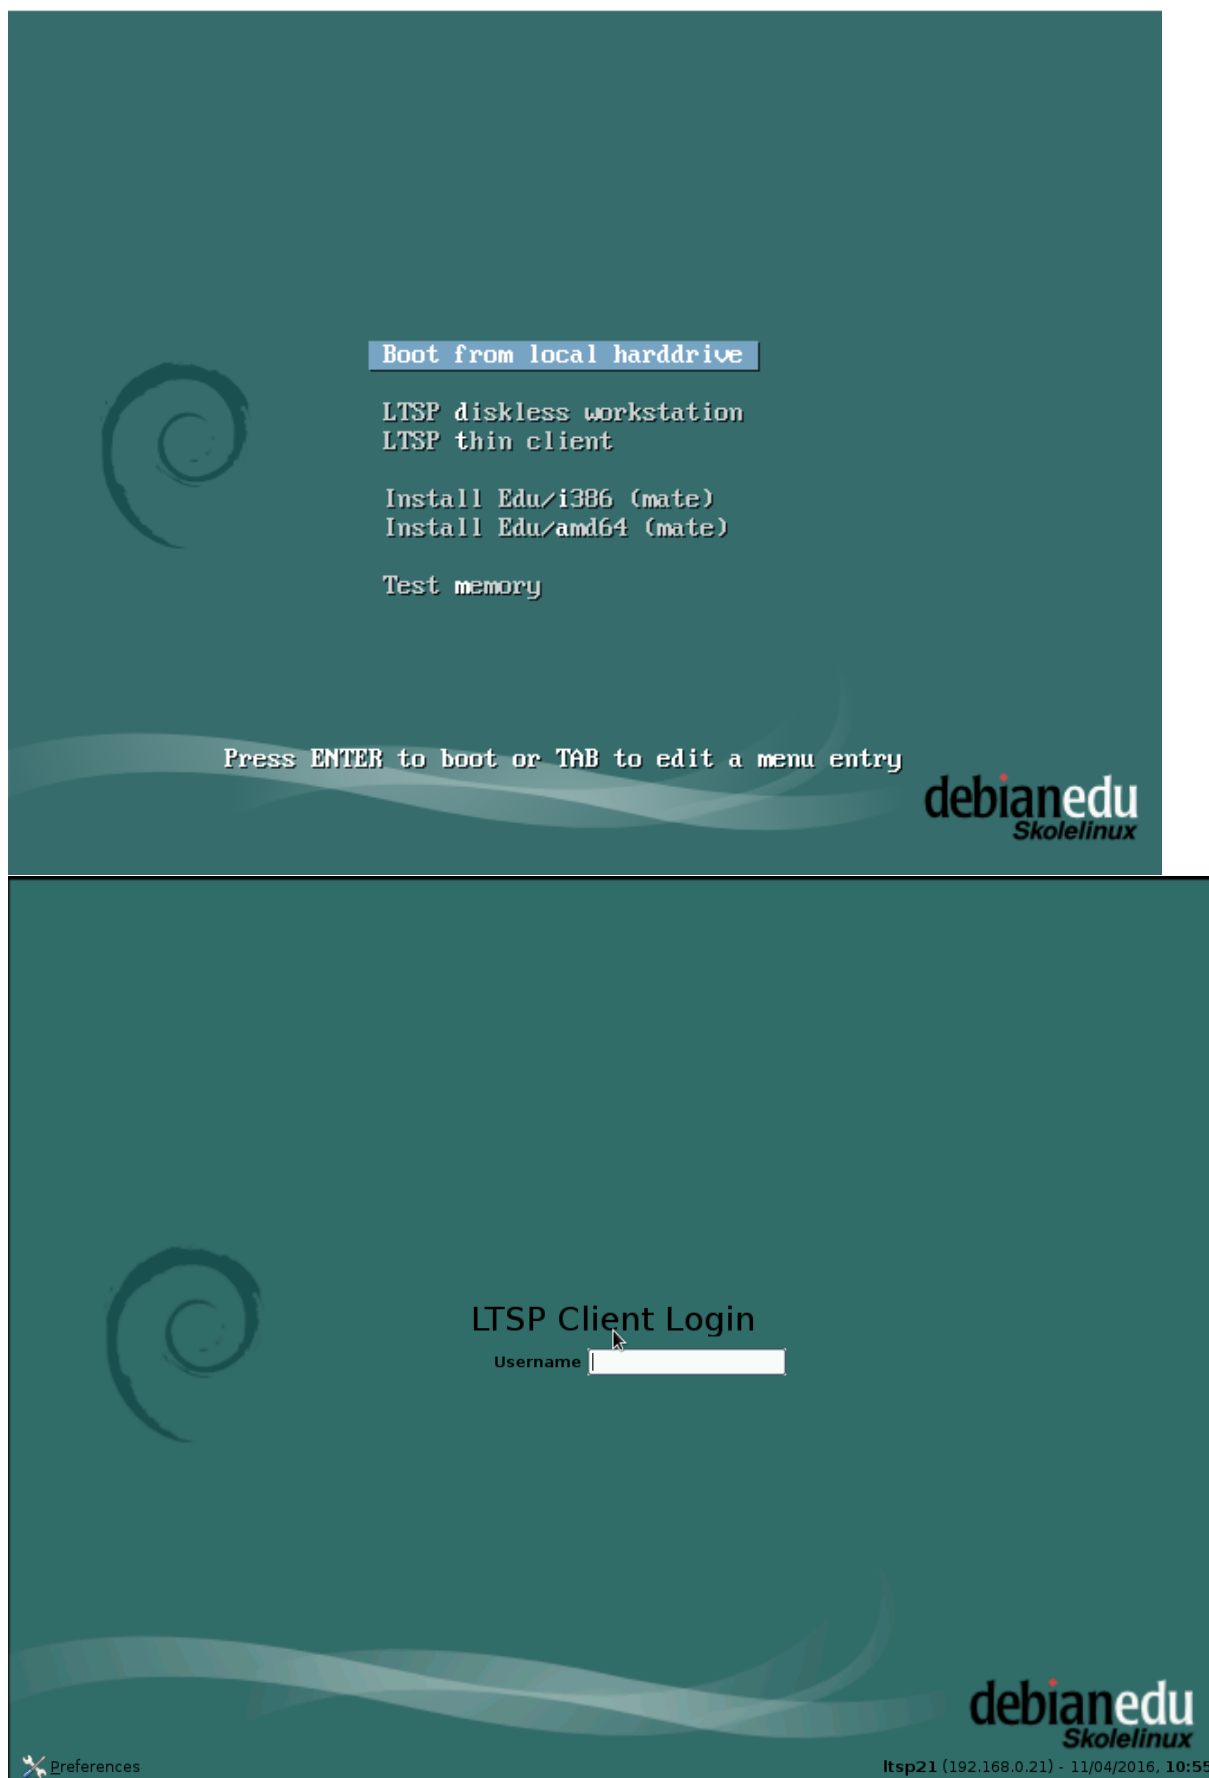 Boot from local harddrive
LTSP diskless workstation
LTSP thin client
Install Edu/i386 (mate)
Install Edu/amd64 (mate)
Test memory
Press ENTER to boot or TAB to edit a menu entry
debianedu
Skolelinux
LTSP Client Login
Username
debianedu
Skolelinux
Preferences ltsp21 (192.168.0.21) - 11/04/2016, 10:55